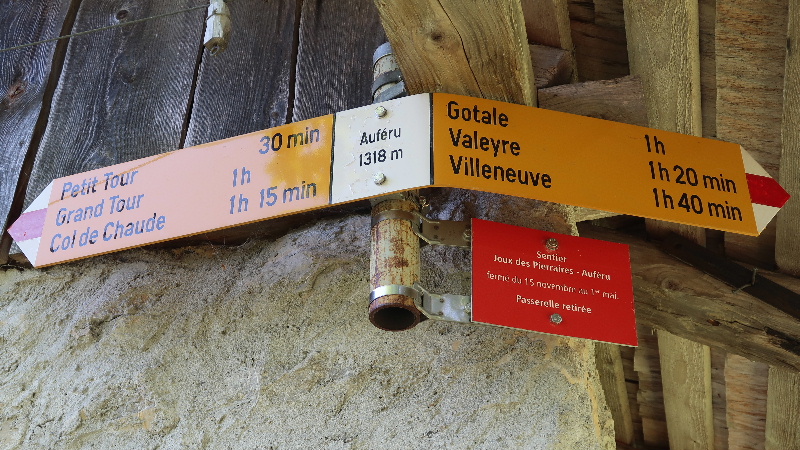 Petit Tour 30 min
Grand Tour 1h
Col de Chaude 1h 15 min
Auféru
1318 m
Gotale 1h
Valeyre 1h 20 min
Villeneuve 1h 40 min
Sentier
Joux des Pierraires - Auféru
fermé du 15 novembre au 1er mai.
Passerelle retirée